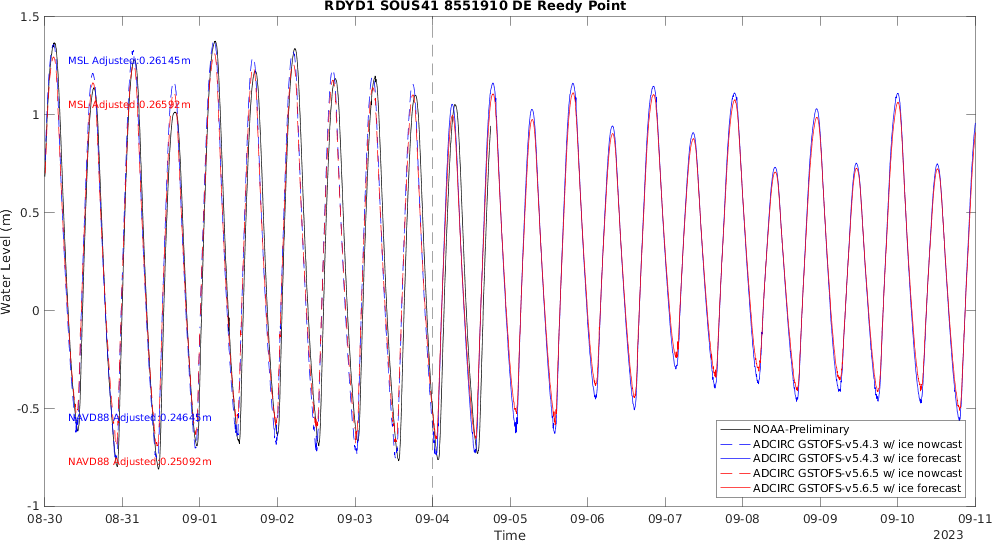 RDYD1 SOUS41 8551910 DE Reedy Point
1.5
1
0.5
0
-0.5
-1
Water Level (m)
MSL Adjusted:0.26145m
MSL Adjusted:0.26592m
NAVD88 Adjusted:0.24645m
NAVD88 Adjusted:0.25092m
NOAA-Preliminary
ADCIRC GSTOFS-v5.4.3 w/ ice nowcast
ADCIRC GSTOFS-v5.4.3 w/ ice forecast
ADCIRC GSTOFS-v5.6.5 w/ ice nowcast
ADCIRC GSTOFS-v5.6.5 w/ ice forecast
08-30 08-31 09-01 09-02 09-03 09-04 09-05 09-06 09-07 09-08 09-09 09-10 09-11
Time
2023